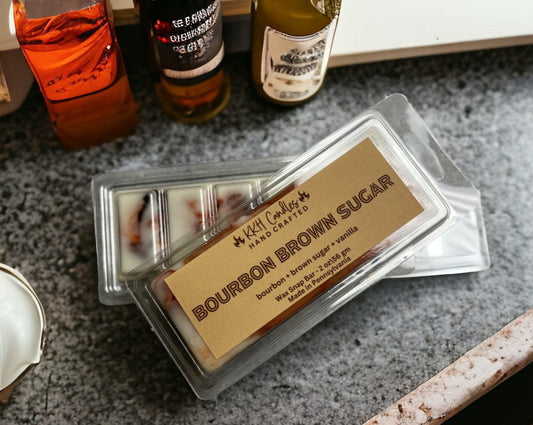 KKH Candles
HAND CRAFTED
BOURBON BROWN SUGAR
bourbon + brown sugar + vanilla
Wax Snap Bar - 2 oz\56 gm
Made in Pennsylvania